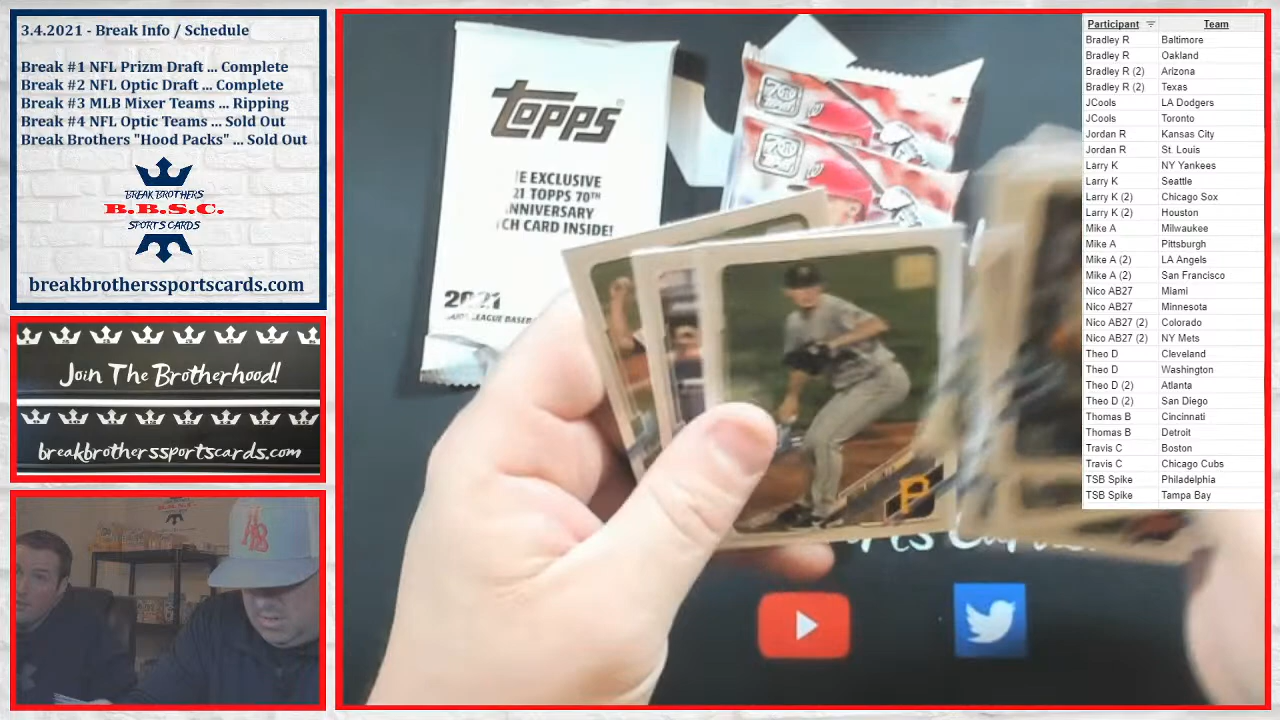 3.4.2021 - Break Info / Schedule
Break #1 NFL Prizm Draft ... Complete
Break #2 NFL Optic Draft ... Complete
Break #3 MLB Mixer Teams ... Ripping
Break #4 NFL Optic Teams ... Sold Out
Break Brothers "Hood Packs" ... Sold Out
BREAK BROTHERS
B.B.S.C.
SPORTS CARDS
breakbrotherssportscards.com
Join The Brotherhood!
breakbrotherssportscards.com
TOPPS
E EXCLUSIVE
21 TOPPS 70TH
NNIVERSARY
CH CARD INSIDE!
2021
LEAGUE BASEB
P
Participant Team
Bradley R Baltimore
Bradley R Oakland
Bradley R (2) Arizona
Bradley R (2) Texas
JCools LA Dodgers
JCools Toronto
Jordan R Kansas City
Jordan R St. Louis
Larry K NY Yankees
Larry K Seattle
Larry K (2) Chicago Sox
Larry K (2) Houston
Mike A Milwaukee
Mike A Pittsburgh
Mike A (2) LA Angels
Mike A (2) San Francisco
Nico AB27 Miami
Nico AB27 Minnesota
Nico AB27 (2) Colorado
Nico AB27 (2) NY Mets
Theo D Cleveland
Theo D Washington
Theo D (2) Atlanta
Theo D (2) San Diego
Thomas B Cincinnati
Thomas B Detroit
Travis C Boston
Travis C Chicago Cubs
TSB Spike Philadelphia
TSB Spike Tampa Bay